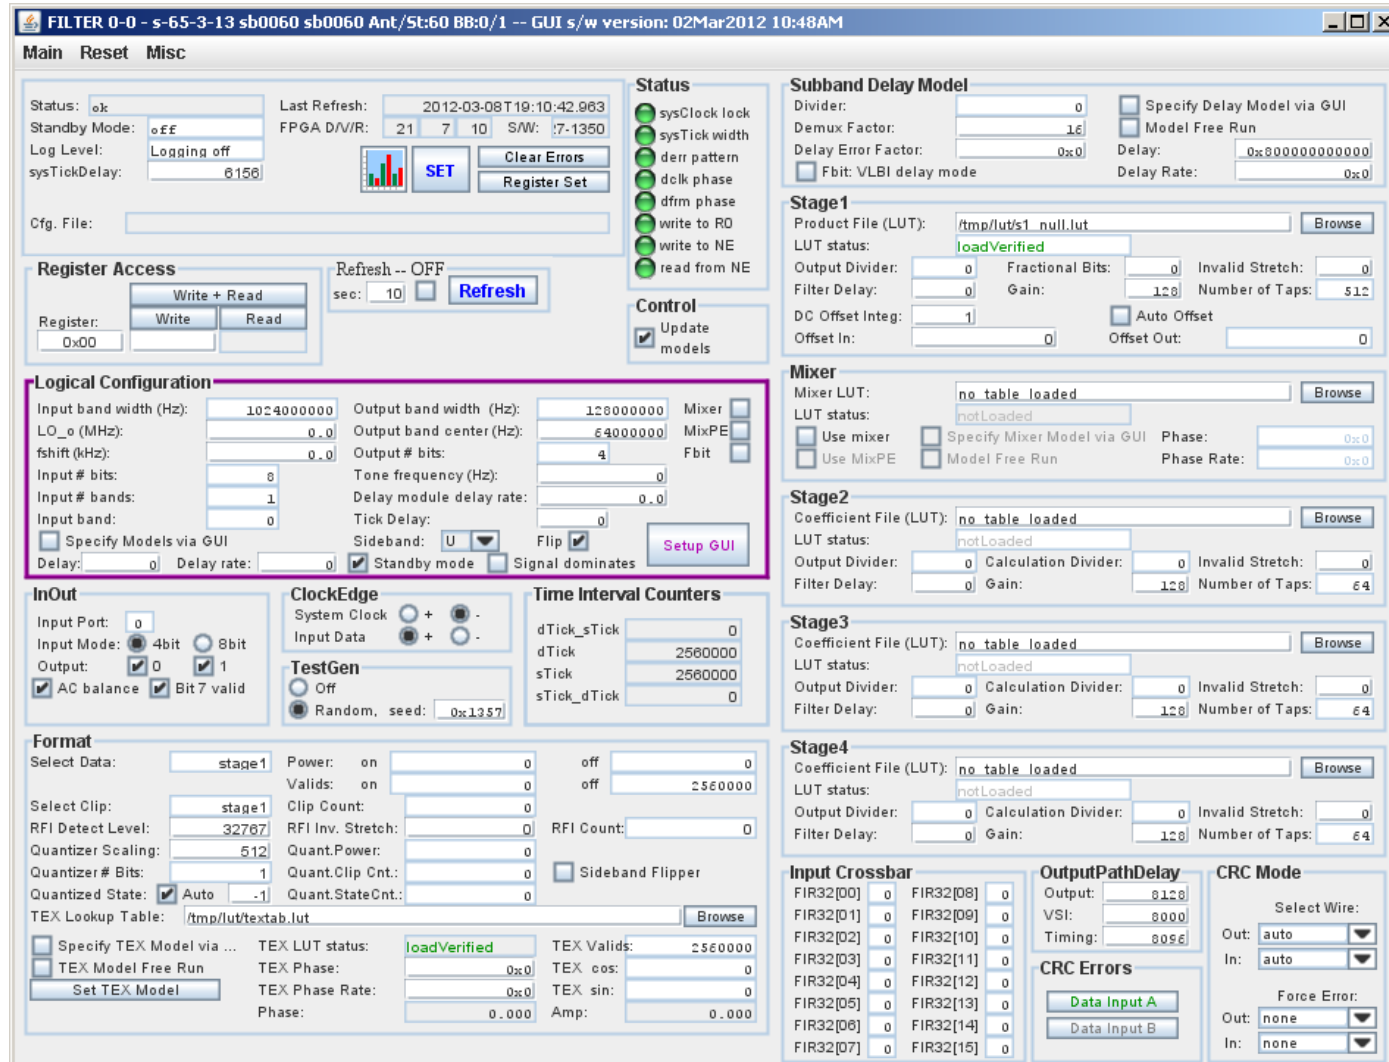 FILTER 0-0 - s-65-3-13 sb0060 sb0060 Ant/St:60 BB:0/1 -- GUI s/w version: 02Mar2012 10:48AM
Main Reset Misc
Status: ok Last Refresh: 2012-03-08T19:10:42.963
Standby Mode: off FPGA D/V/R: 21 7 10 S/W: :7-1350
Log Level: Logging off
sysTickDelay: 6156
SET
Clear Errors
Register Set
Cfg. File:
Register Access
Write + Read
Write Read
Register:
0x00
Refresh -- OFF
sec: 10 Refresh
Status
sysClock lock
sysTick width
derr pattern
dclk phase
dfrm phase
write to RO
write to NE
read from NE
Control
Update models
Logical Configuration
Input band width (Hz): 1024000000 Output band width (Hz): 128000000 Mixer
LO_o (MHz): 0.0 Output band center (Hz): 64000000 MixPE
fshift (kHz): 0.0 Output # bits: 4 Fbit
Input # bits: 8 Tone frequency (Hz): 0
Input # bands: 1 Delay module delay rate: 0.0
Input band: 0 Tick Delay: 0
Specify Models via GUI Sideband: U Flip Setup GUI
Delay: 0 Delay rate: 0 Standby mode Signal dominates
InOut
Input Port: 0
Input Mode: 4bit 8bit
Output: 0 1
AC balance Bit 7 valid
ClockEdge
System Clock + -
Input Data + -
TestGen
Off
Random, seed: 0x1357
Time Interval Counters
dTick_sTick 0
dTick 2560000
sTick 2560000
sTick_dTick 0
Format
Select Data: stage1 Power: on 0 off 0
Valids: on 0 off 2560000
Select Clip: stage1 Clip Count: 0
RFI Detect Level: 32767 RFI Inv. Stretch: 0 RFI Count: 0
Quantizer Scaling: 512 Quant.Power: 0
Quantizer # Bits: 1 Quant.Clip Cnt.: 0 Sideband Flipper
Quantized State: Auto -1 Quant.StateCnt.: 0
TEX Lookup Table: /tmp/lut/textab.lut Browse
Specify TEX Model via ... TEX LUT status: loadVerified TEX Valids: 2560000
TEX Model Free Run TEX Phase: 0x0 TEX cos: 0
Set TEX Model TEX Phase Rate: 0x0 TEX sin: 0
Phase: 0.000 Amp: 0.000
Subband Delay Model
Divider: 0 Specify Delay Model via GUI
Demux Factor: 16 Model Free Run
Delay Error Factor: 0x0 Delay: 0x800000000000
Fbit: VLBI delay mode Delay Rate: 0x0
Stage1
Product File (LUT): /tmp/lut/s1_null.lut Browse
LUT status: loadVerified
Output Divider: 0 Fractional Bits: 0 Invalid Stretch: 0
Filter Delay: 0 Gain: 128 Number of Taps: 512
DC Offset Integ: 1 Auto Offset
Offset In: 0 Offset Out: 0
Mixer
Mixer LUT: no_table_loaded Browse
LUT status: notLoaded
Use mixer Specify Mixer Model via GUI Phase: 0x0
Use MixPE Model Free Run Phase Rate: 0x0
Stage2
Coefficient File (LUT): no_table_loaded Browse
LUT status: notLoaded
Output Divider: 0 Calculation Divider: 0 Invalid Stretch: 0
Filter Delay: 0 Gain: 128 Number of Taps: 64
Stage3
Coefficient File (LUT): no_table_loaded Browse
LUT status: notLoaded
Output Divider: 0 Calculation Divider: 0 Invalid Stretch: 0
Filter Delay: 0 Gain: 128 Number of Taps: 64
Stage4
Coefficient File (LUT): no_table_loaded Browse
LUT status: notLoaded
Output Divider: 0 Calculation Divider: 0 Invalid Stretch: 0
Filter Delay: 0 Gain: 128 Number of Taps: 64
Input Crossbar
FIR32[00] 0 FIR32[08] 0
FIR32[01] 0 FIR32[09] 0
FIR32[02] 0 FIR32[10] 0
FIR32[03] 0 FIR32[11] 0
FIR32[04] 0 FIR32[12] 0
FIR32[05] 0 FIR32[13] 0
FIR32[06] 0 FIR32[14] 0
FIR32[07] 0 FIR32[15] 0
OutputPathDelay
Output: 8128
VSI: 8000
Timing: 8096
CRC Errors
Data Input A
Data Input B
CRC Mode
Select Wire:
Out: auto
In: auto
Force Error:
Out: none
In: none